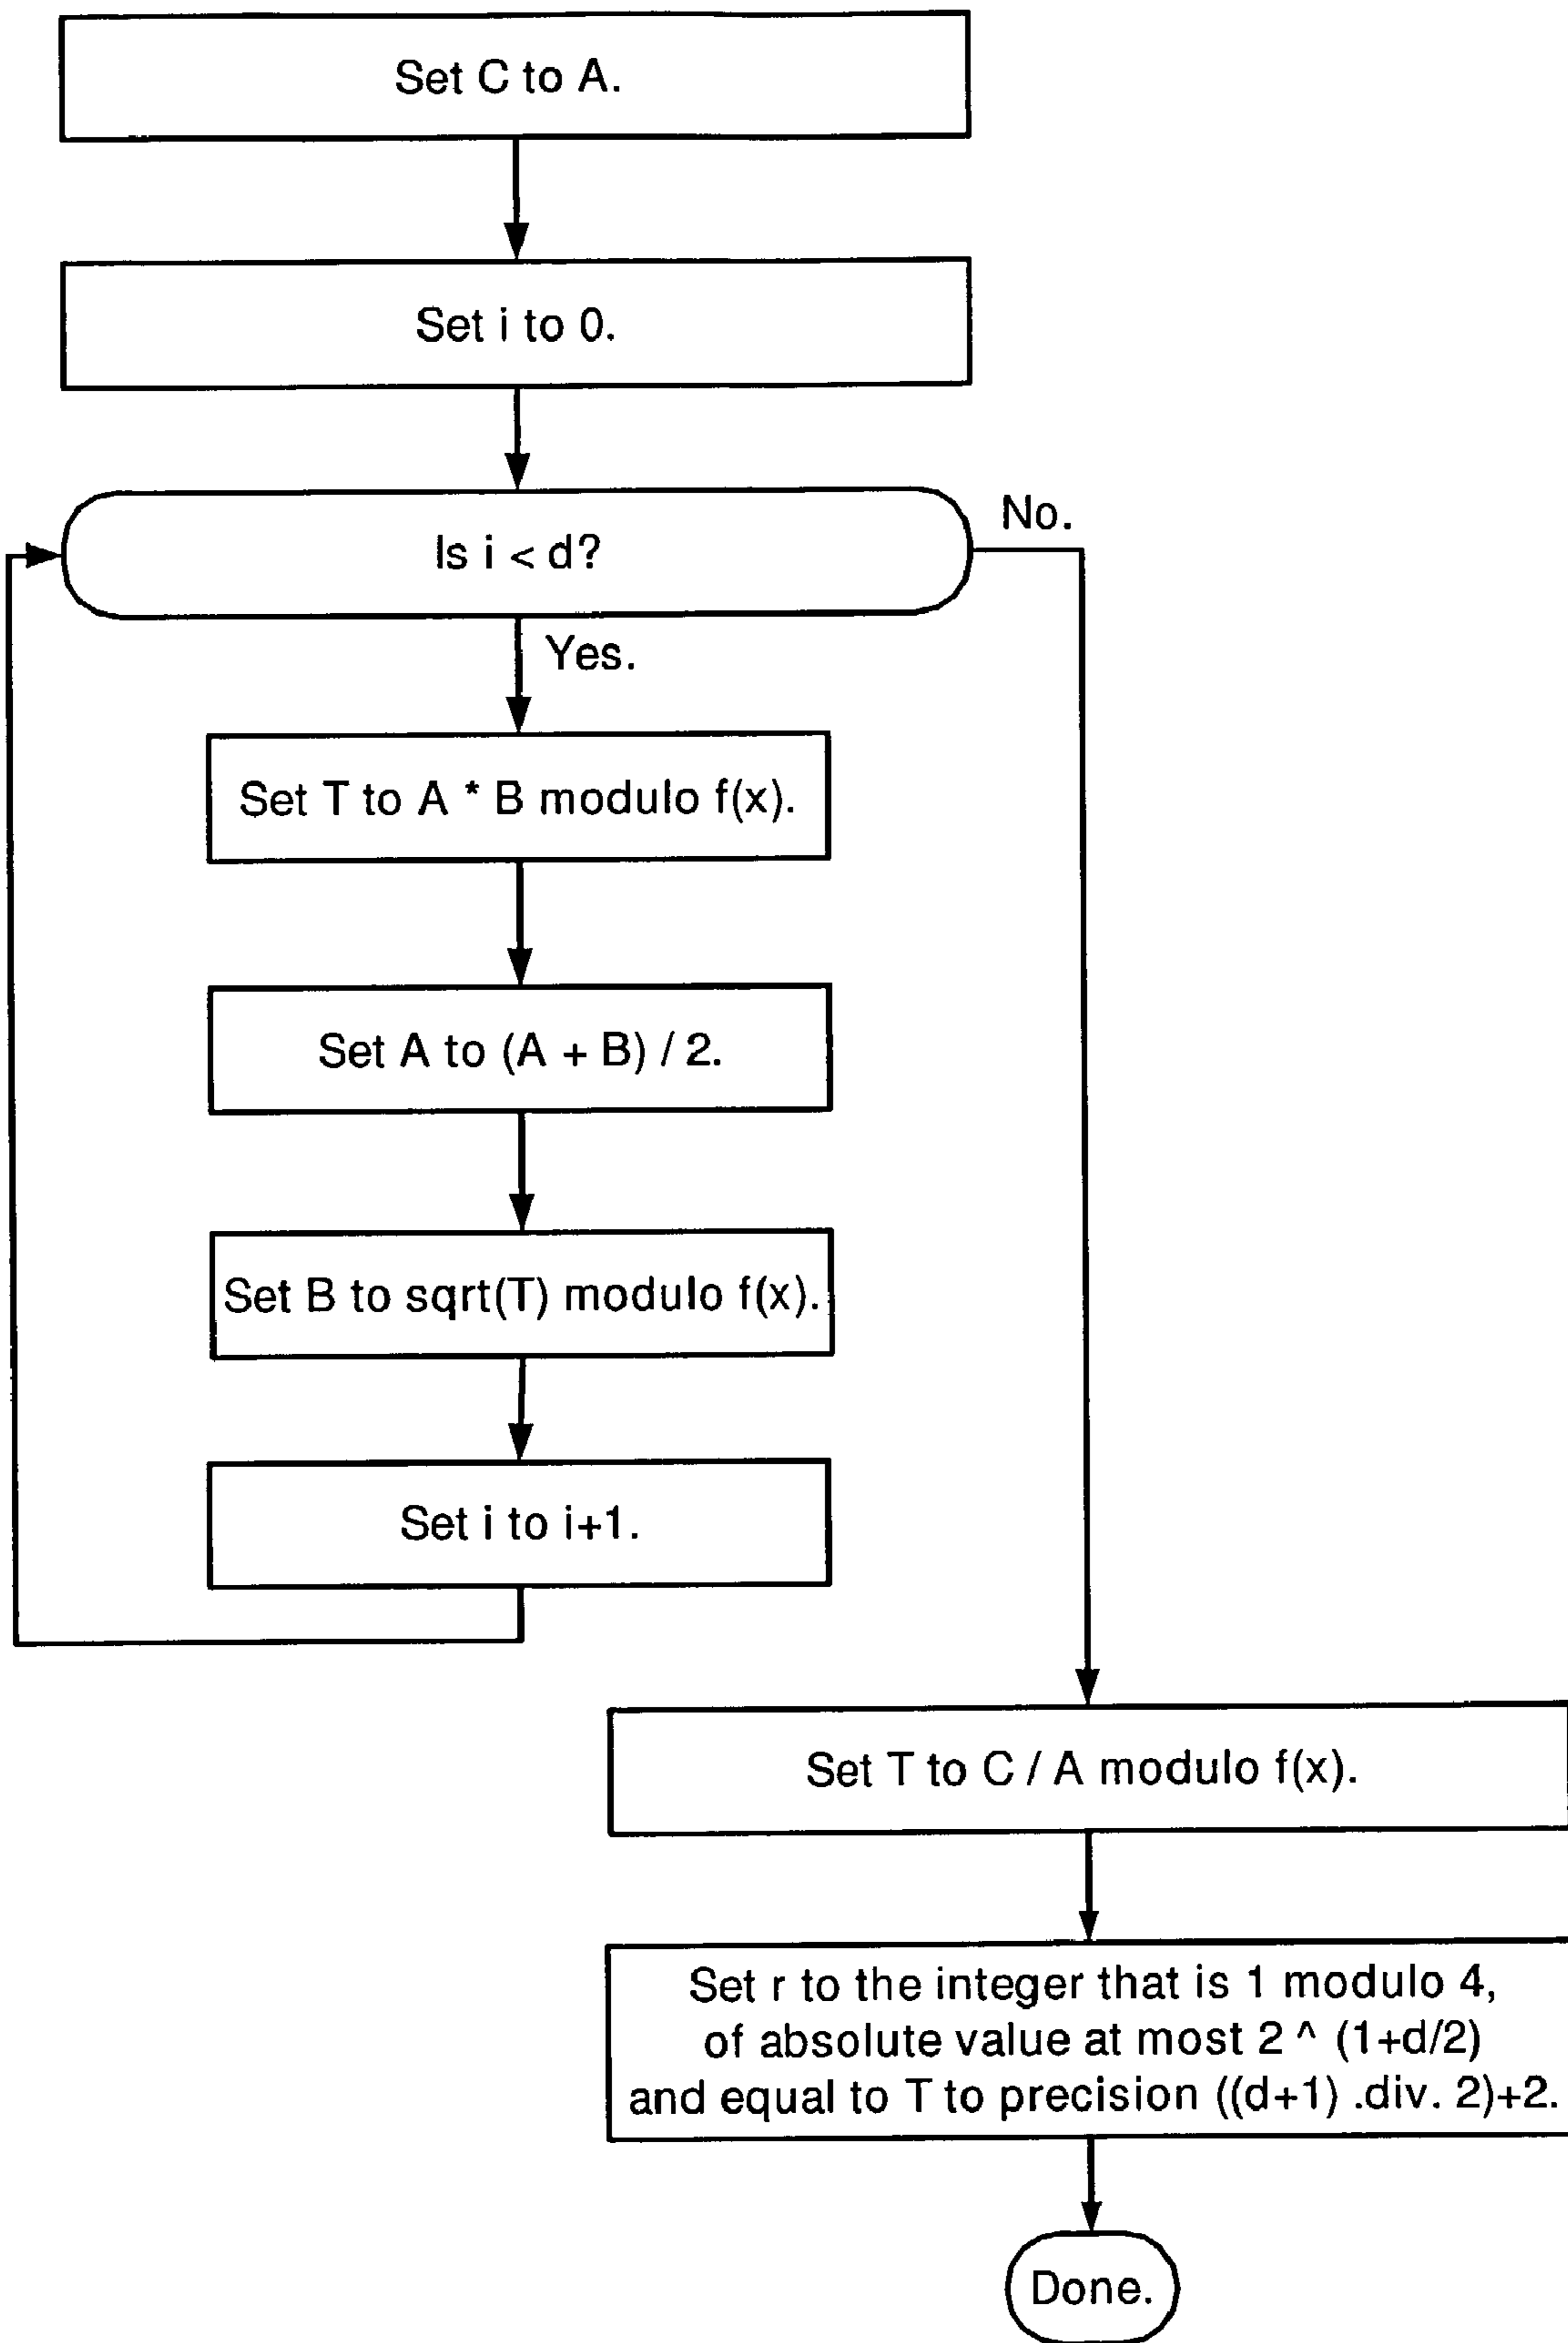 Set C to A.
Set i to 0.
Is i < d?
No.
Yes.
Set T to A * B modulo f(x).
Set A to (A + B) / 2.
Set B to sqrt(T) modulo f(x).
Set i to i+1.
Set T to C / A modulo f(x).
Set r to the integer that is 1 modulo 4,
of absolute value at most 2 ^ (1+d/2)
and equal to T to precision ((d+1) .div. 2)+2.
Done.